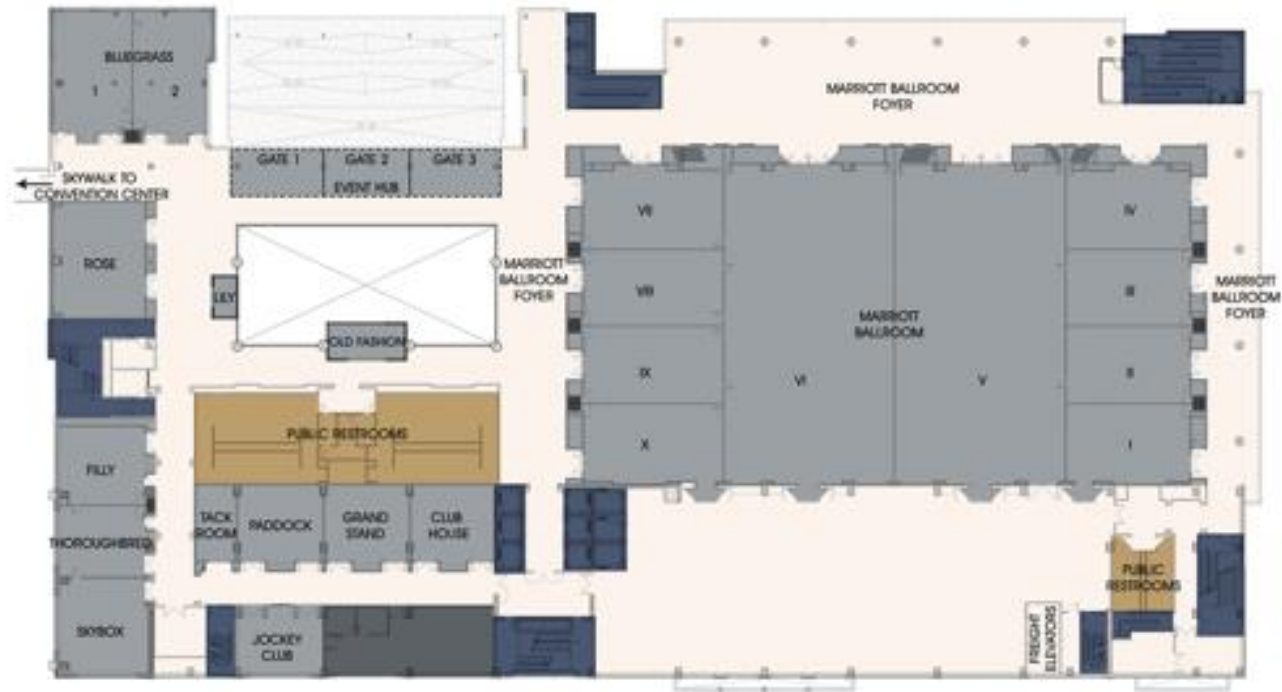 BLUEGRASS
1
2
MARRIOTT BALLROOM
FOYER
GATE 1
GATE 2
GATE 3
EVENT HUB
SKYWALK TO
CONVENTION CENTER
ROSE
LILY
OLD FASHION
MARRIOTT
BALLROOM
FOYER
VII
VIII
IX
X
MARRIOTT
BALLROOM
VI
V
IV
III
II
I
MARRIOTT
BALLROOM
FOYER
PUBLIC RESTROOMS
FILLY
THOROUGHBRED
SKYBOX
TACK
ROOM
PADDOCK
GRAND
STAND
CLUB
HOUSE
JOCKEY
CLUB
FREIGHT
ELEVATORS
PUBLIC
RESTROOMS